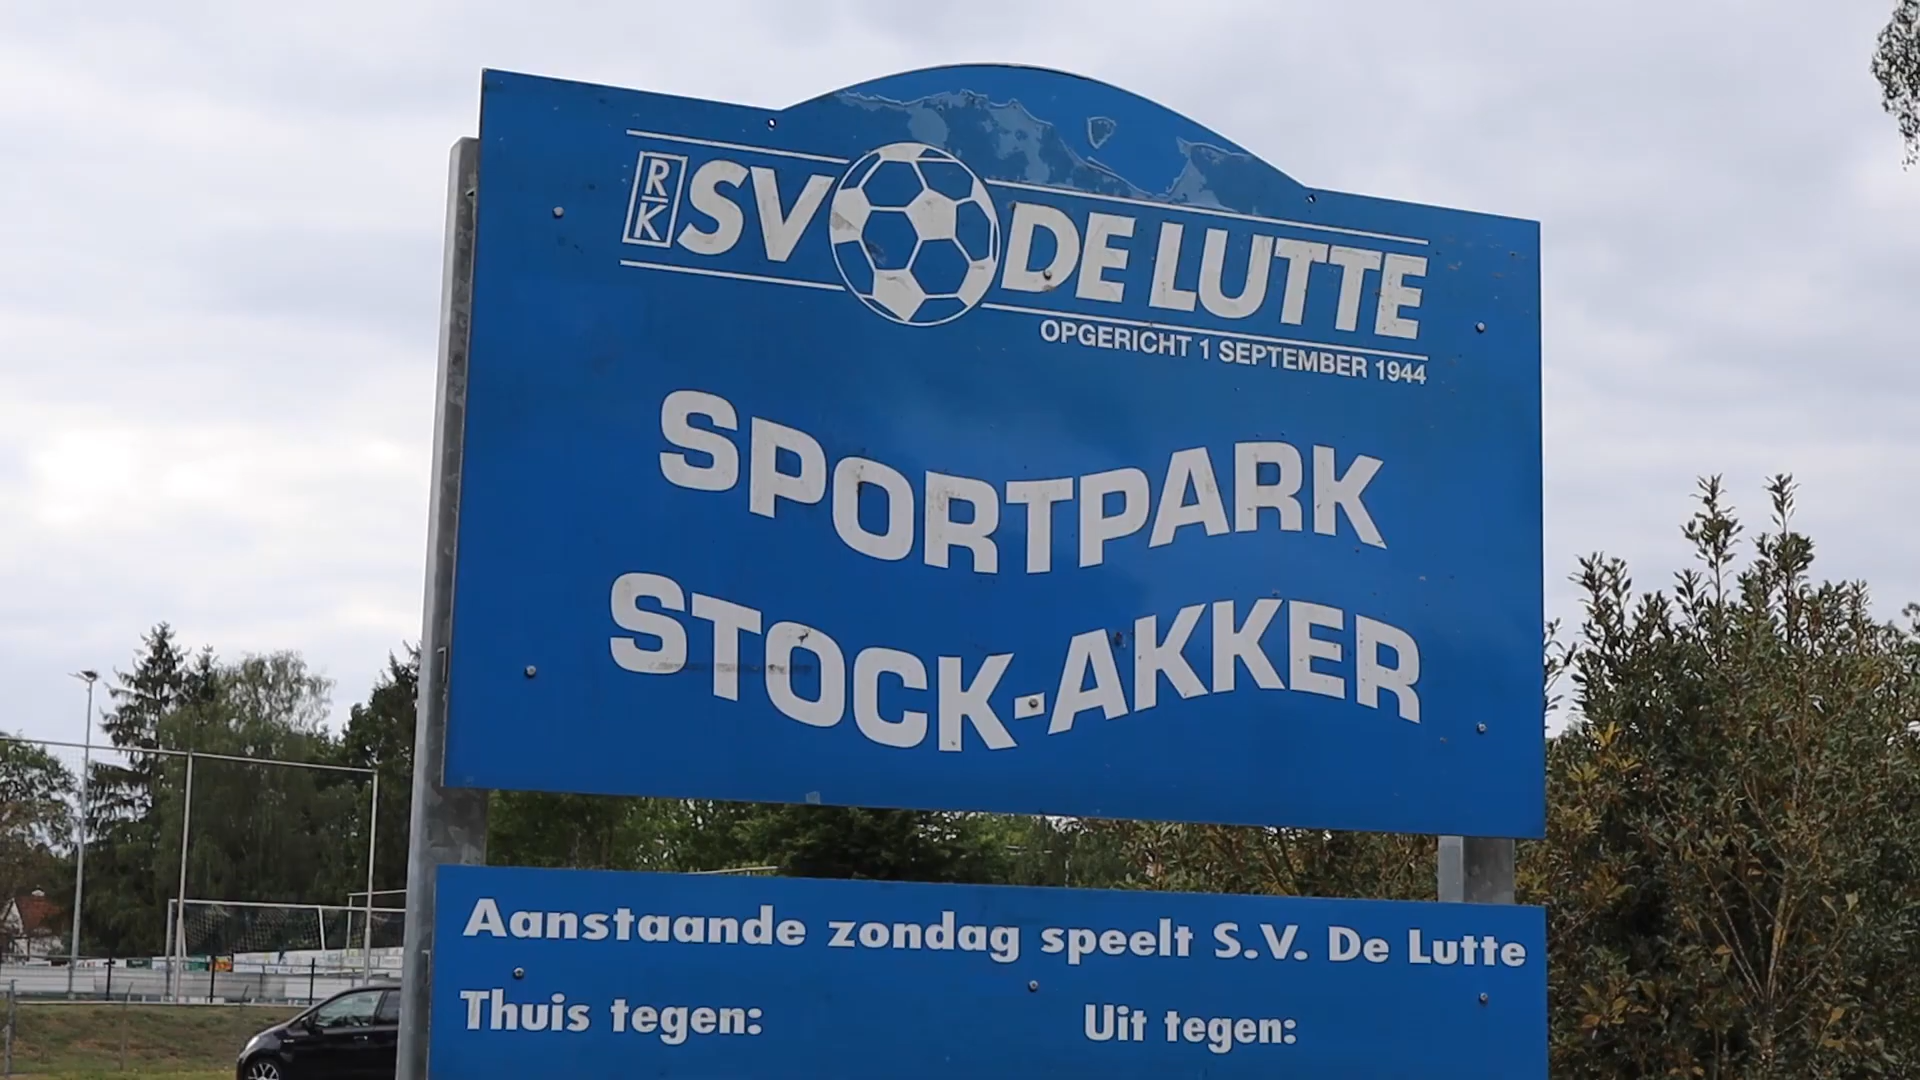 RK SV DE LUTTE
OPGERICHT 1 SEPTEMBER 1944
SPORTPARK
STOCK-AKKER
Aanstaande zondag speelt S.V. De Lutte
Thuis tegen: Uit tegen: